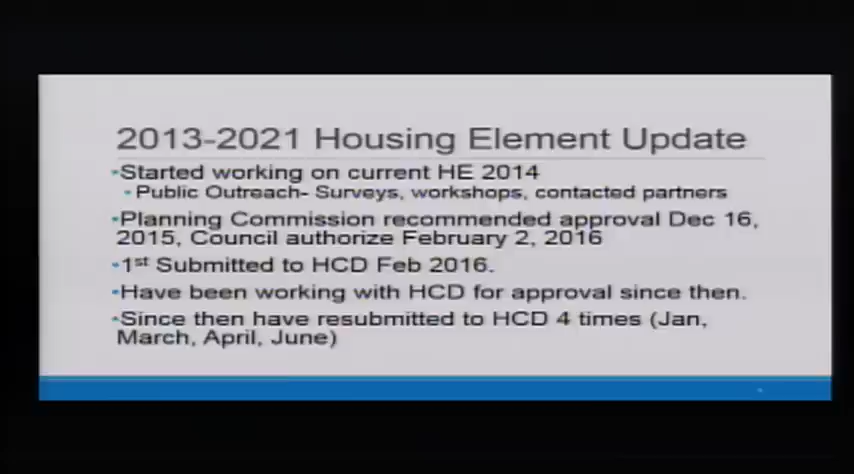 2013-2021 Housing Element Update
•Started working on current HE 2014
•Public Outreach- Surveys, workshops, contacted partners
•Planning Commission recommended approval Dec 16,
2015, Council authorize February 2, 2016
•1st Submitted to HCD Feb 2016.
•Have been working with HCD for approval since then.
•Since then have resubmitted to HCD 4 times (Jan,
March, April, June)